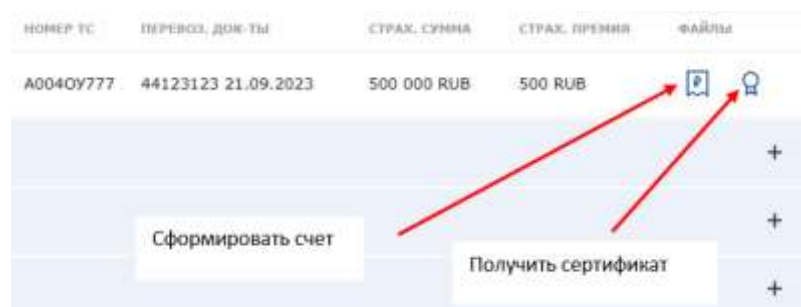 НОМЕР ТС ПЕРЕВОЗ. ДОК-ТЫ СТРАХ. СУММА СТРАХ. ПРЕМИЯ ФАЙЛЫ
А004ОУ777 44123123 21.09.2023 500 000 RUB 500 RUB
Сформировать счет
Получить сертификат